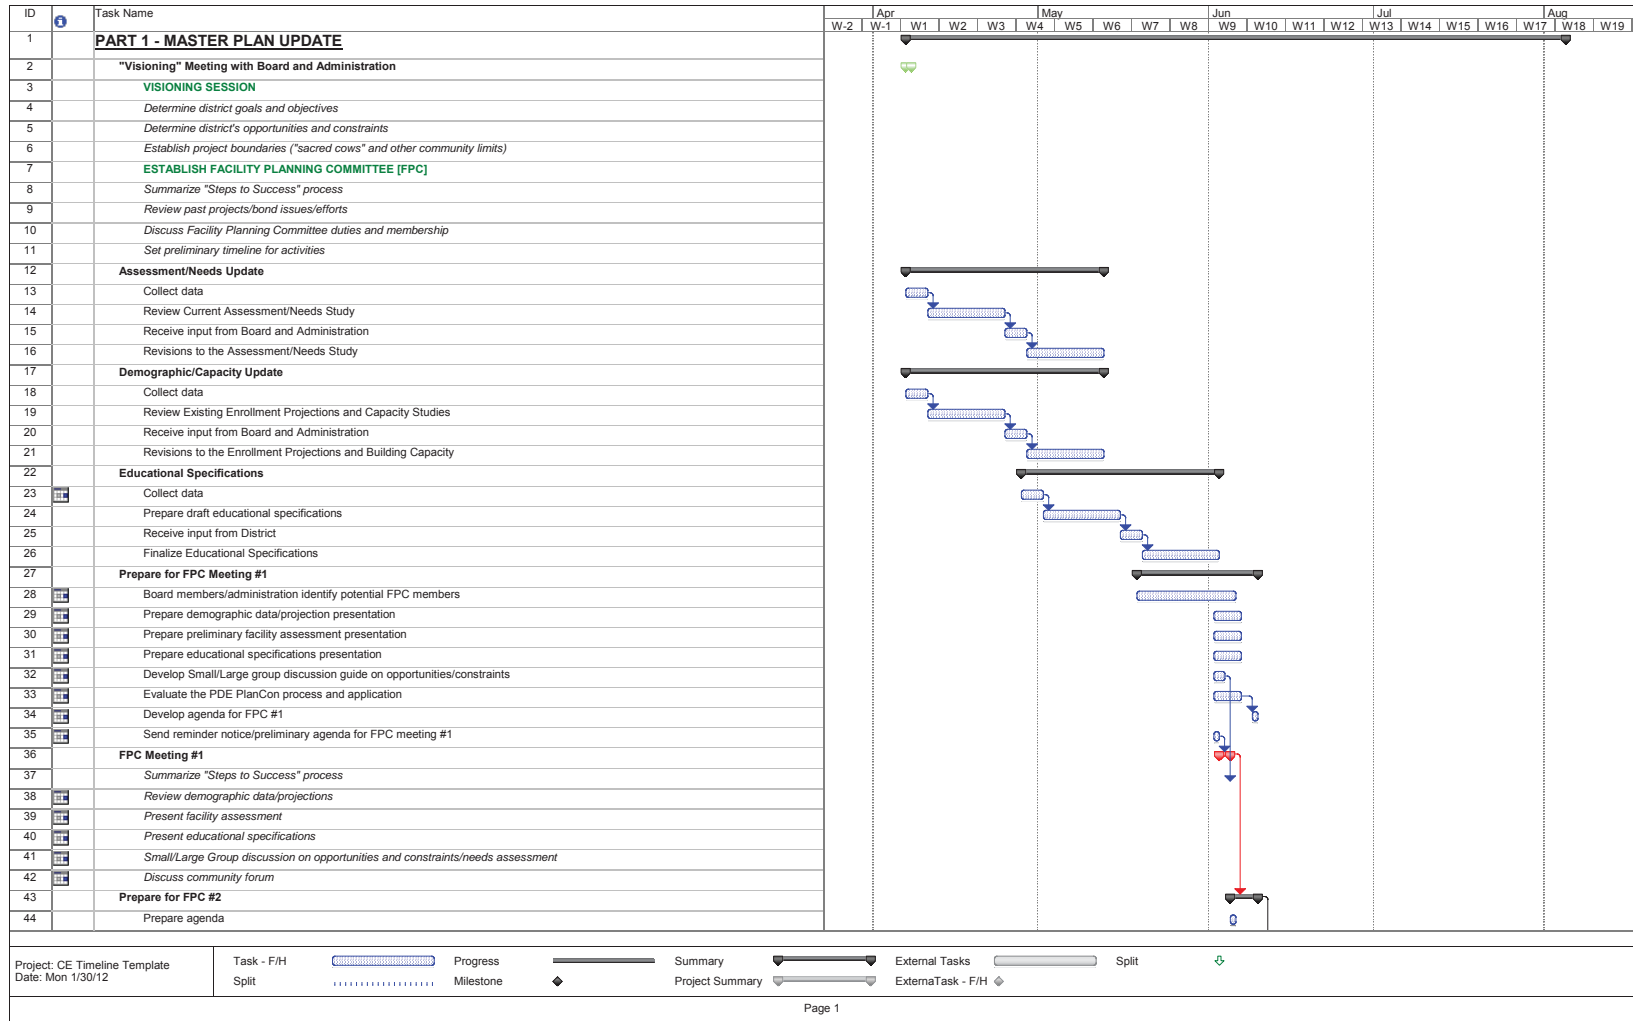 ID Task Name Apr May Jun Jul Aug
W-2 W-1 W1 W2 W3 W4 W5 W6 W7 W8 W9 W10 W11 W12 W13 W14 W15 W16 W17 W18 W19
1 PART 1 - MASTER PLAN UPDATE
2 "Visioning" Meeting with Board and Administration
3 VISIONING SESSION
4 Determine district goals and objectives
5 Determine district's opportunities and constraints
6 Establish project boundaries ("sacred cows" and other community limits)
7 ESTABLISH FACILITY PLANNING COMMITTEE [FPC]
8 Summarize "Steps to Success" process
9 Review past projects/bond issues/efforts
10 Discuss Facility Planning Committee duties and membership
11 Set preliminary timeline for activities
12 Assessment/Needs Update
13 Collect data
14 Review Current Assessment/Needs Study
15 Receive input from Board and Administration
16 Revisions to the Assessment/Needs Study
17 Demographic/Capacity Update
18 Collect data
19 Review Existing Enrollment Projections and Capacity Studies
20 Receive input from Board and Administration
21 Revisions to the Enrollment Projections and Building Capacity
22 Educational Specifications
23 Collect data
24 Prepare draft educational specifications
25 Receive input from District
26 Finalize Educational Specifications
27 Prepare for FPC Meeting #1
28 Board members/administration identify potential FPC members
29 Prepare demographic data/projection presentation
30 Prepare preliminary facility assessment presentation
31 Prepare educational specifications presentation
32 Develop Small/Large group discussion guide on opportunities/constraints
33 Evaluate the PDE PlanCon process and application
34 Develop agenda for FPC #1
35 Send reminder notice/preliminary agenda for FPC meeting #1
36 FPC Meeting #1
37 Summarize "Steps to Success" process
38 Review demographic data/projections
39 Present facility assessment
40 Present educational specifications
41 Small/Large Group discussion on opportunities and constraints/needs assessment
42 Discuss community forum
43 Prepare for FPC #2
44 Prepare agenda
Project: CE Timeline Template
Date: Mon 1/30/12
Task - F/H Progress Summary External Tasks Split
Split Milestone Project Summary ExternaTask - F/H
Page 1